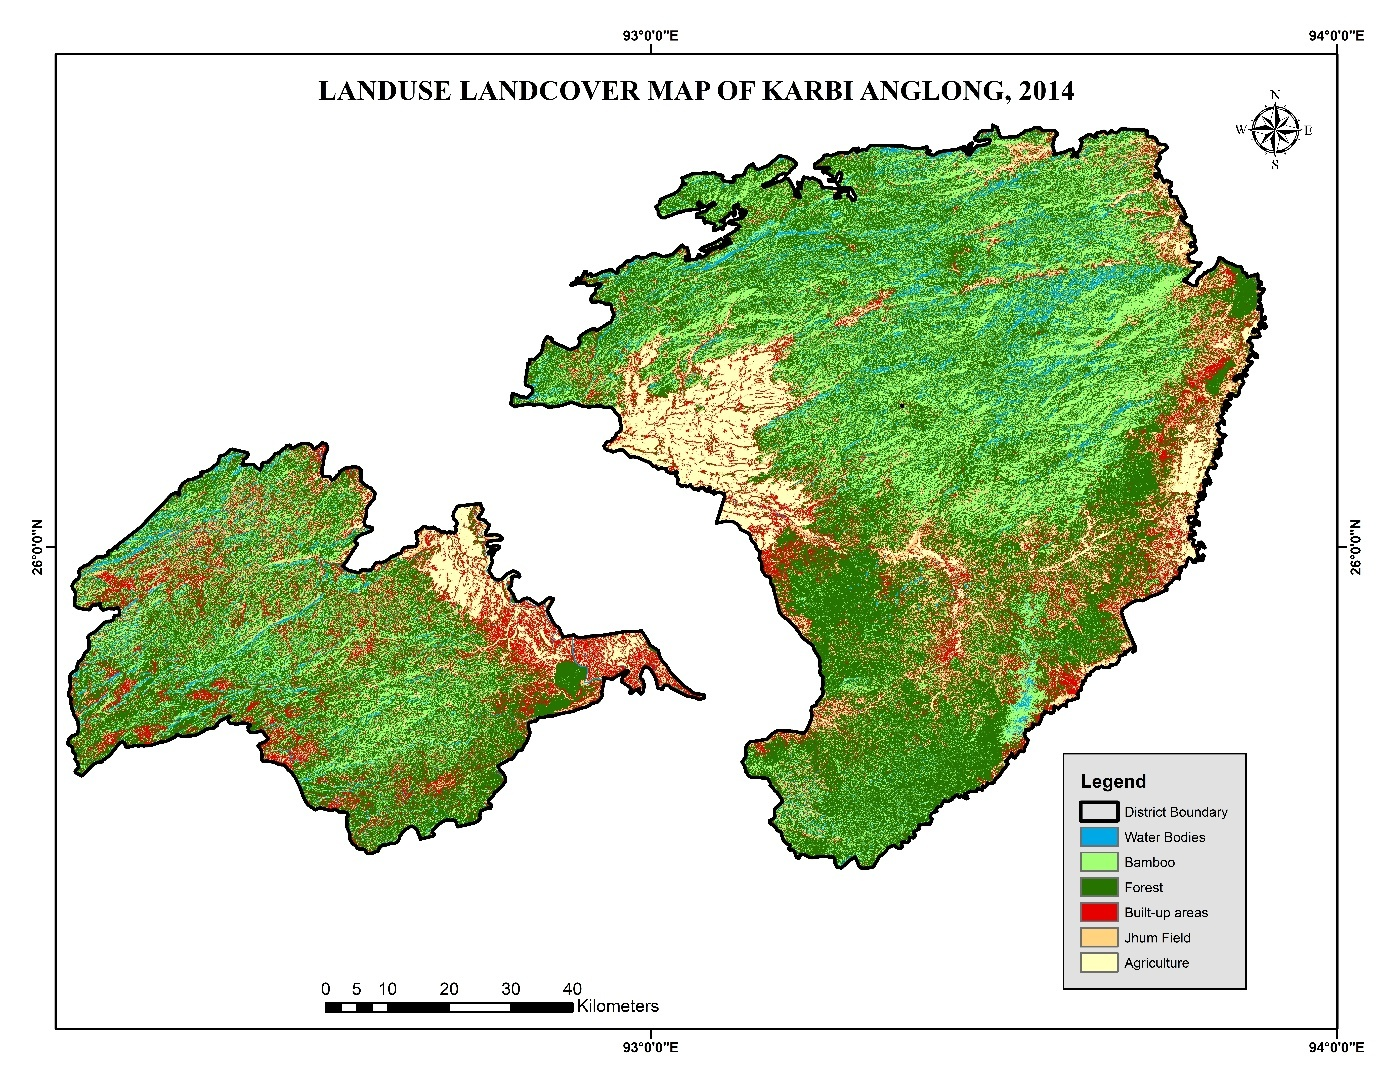 93°0'0"E
94°0'0"E
LANDUSE LANDCOVER MAP OF KARBI ANGLONG, 2014
N
W
E
S
26°0'0"N
26°0'0"N
Legend
District Boundary
Water Bodies
Bamboo
Forest
Built-up areas
Jhum Field
Agriculture
0 5 10 20 30 40
Kilometers
93°0'0"E
94°0'0"E